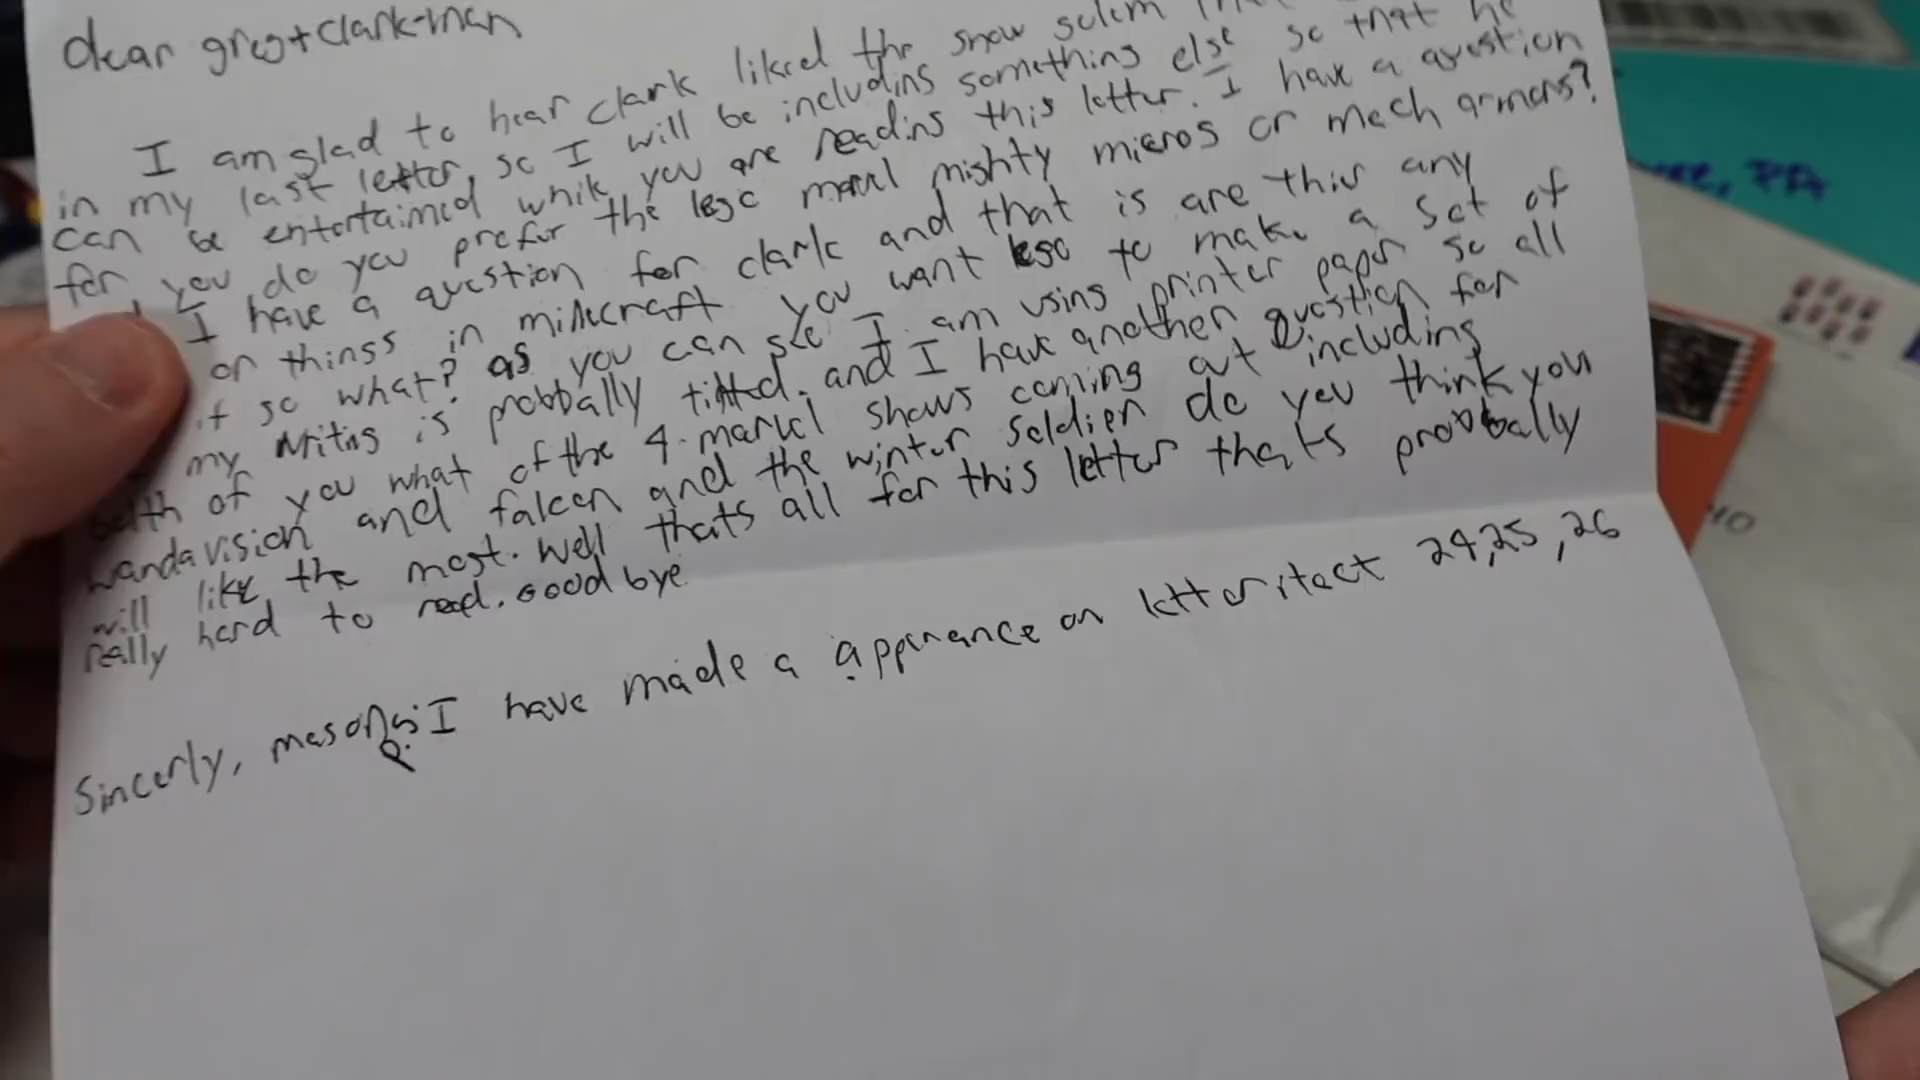 dear greg+clark-man
I am glad to hear clark liked the snow golem
in my last letter, so I will be including something else so that he
can be entertained while you are reading this letter. I have a question
for you do you prefer the lego marvel mighty micros or mech armors?
I have a question for clark and that is are thier any
or things in minecraft you want lego to make a set of
if so what? as you can see I am using printer paper so all
my writing is probbally tilted. and I have another question for
both of you what of the 4 marvel shows coming out including
wandavision and falcon and the winter soldier do you think you
will like the most. well thats all for this letter thats probbally
really hard to read. Good bye
Sincerly, mason I have made a apperance on letter 24,25,26
PA